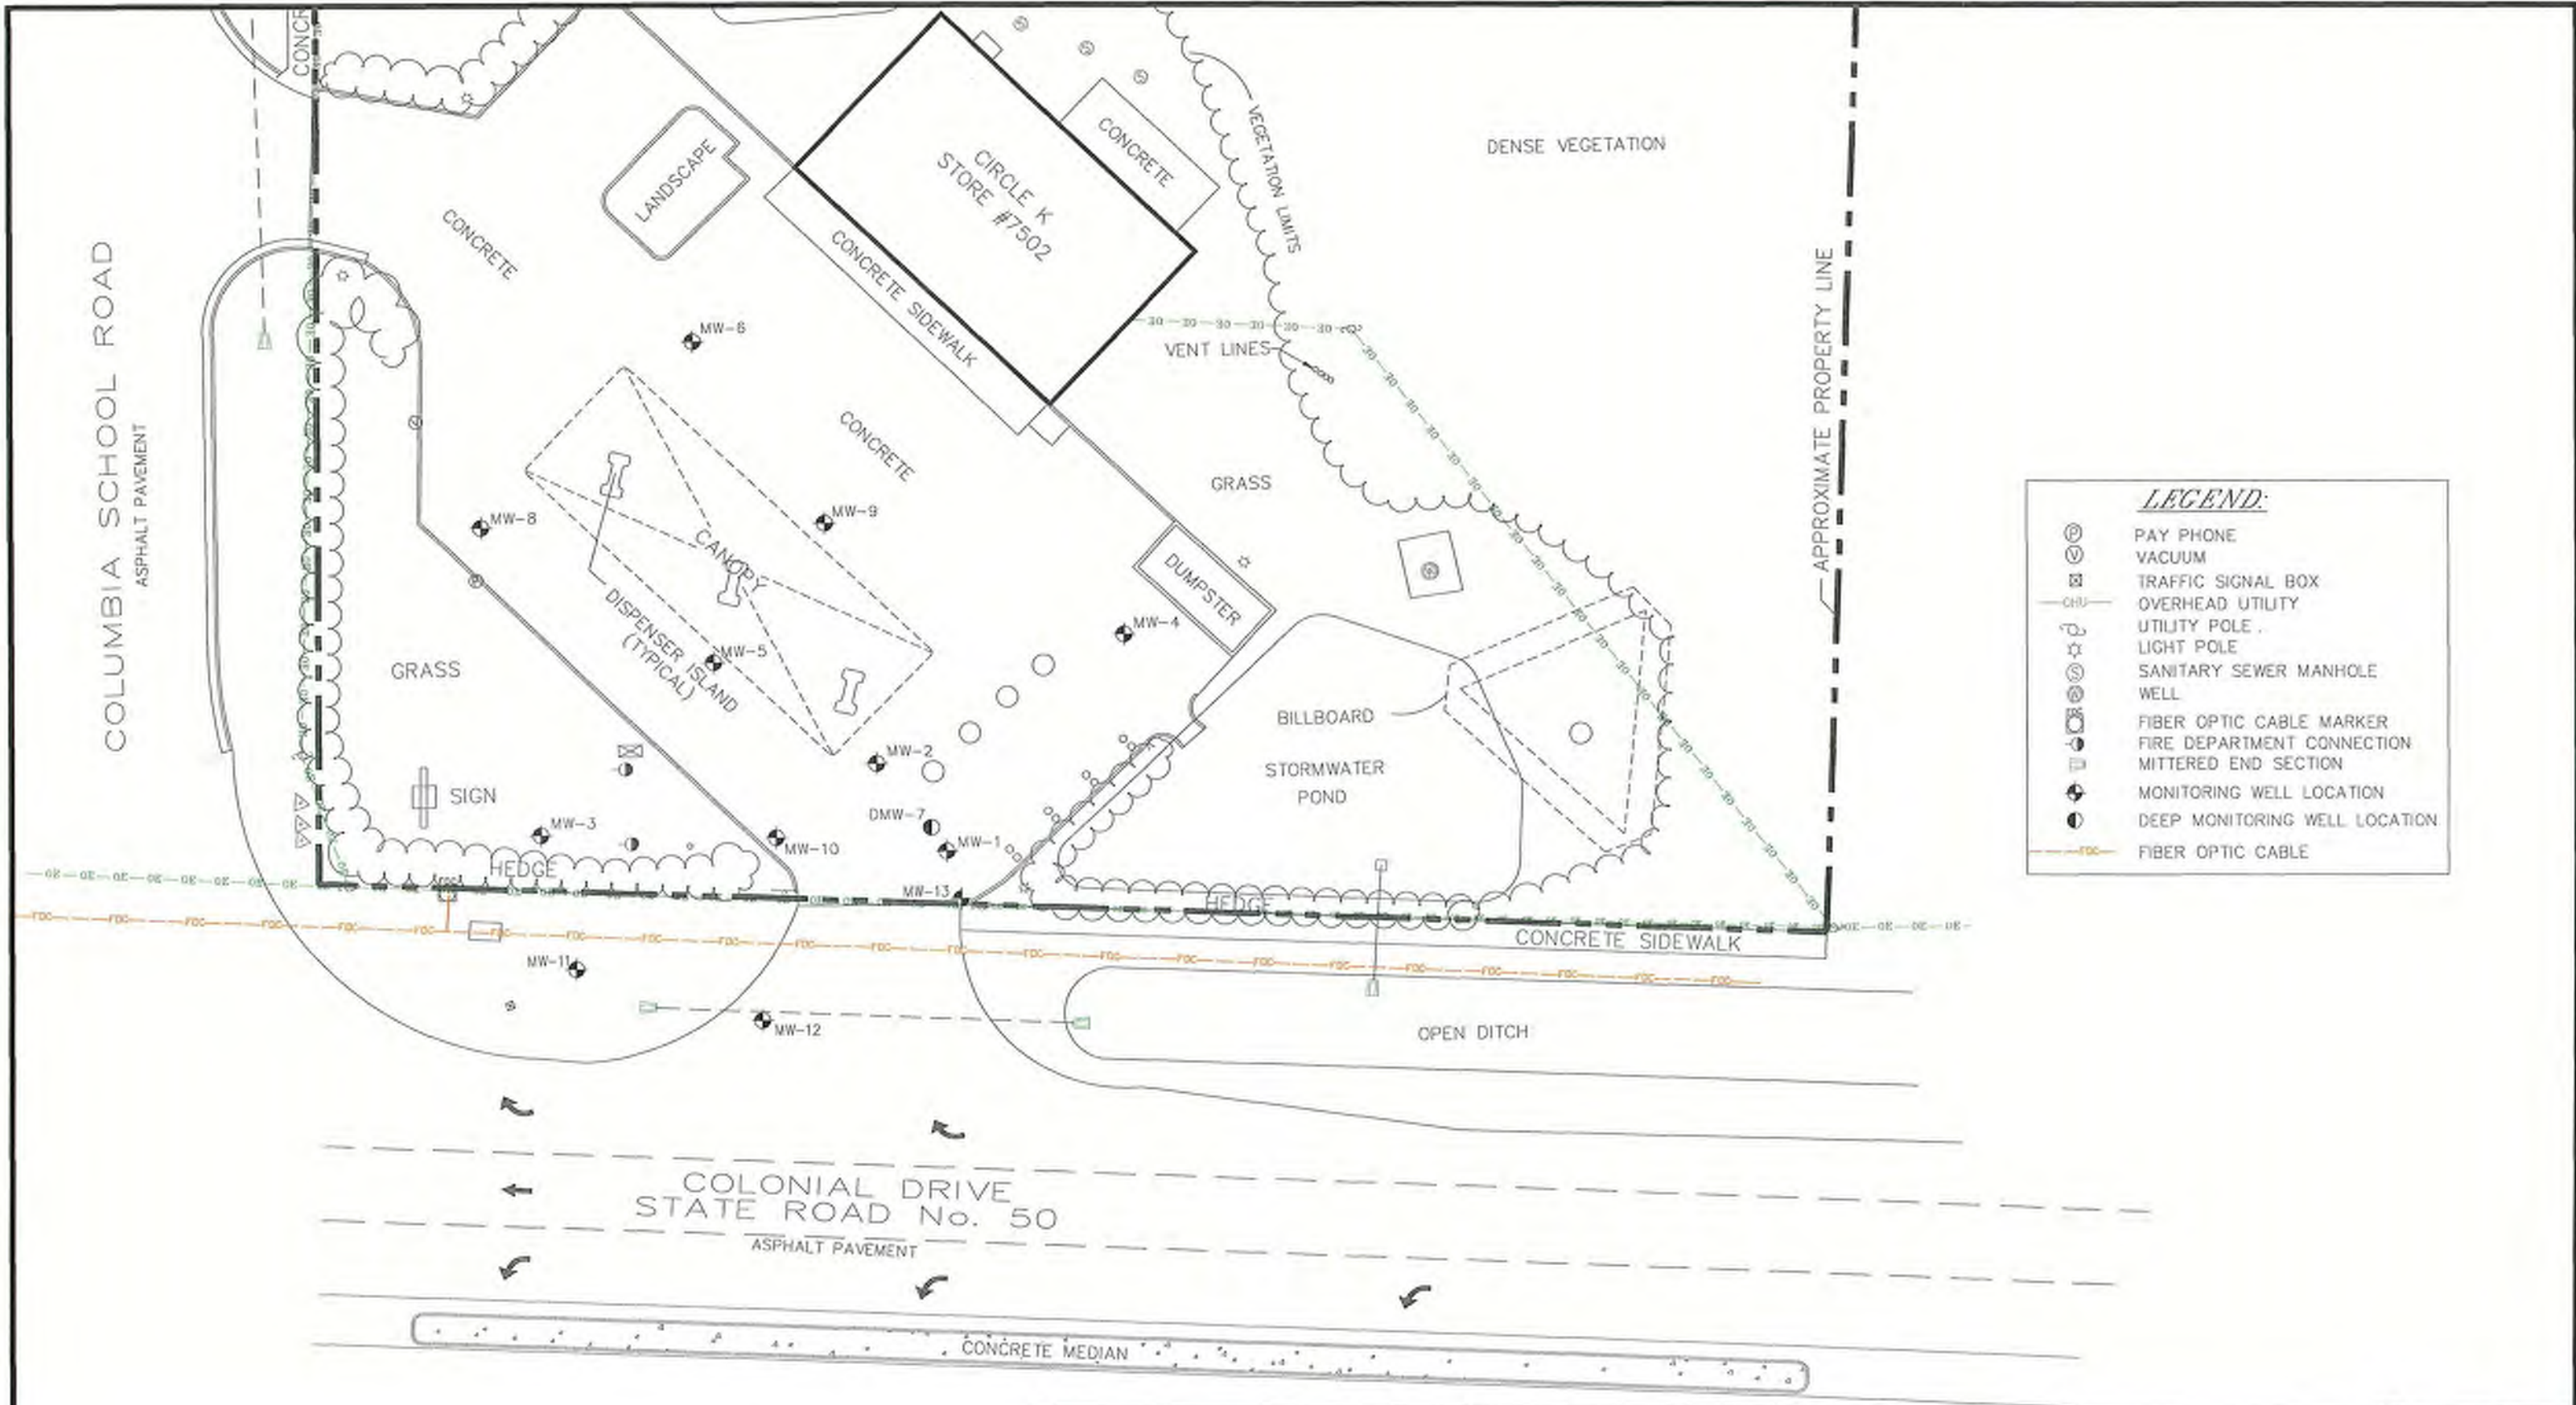 CONCR
DENSE VEGETATION
CONCRETE
VEGETATION LIMITS
LANDSCAPE
CIRCLE K
STORE #7502
CONCRETE
CONCRETE SIDEWALK
COLUMBIA SCHOOL ROAD
ASPHALT PAVEMENT
APPROXIMATE PROPERTY LINE
MW-6
VENT LINES
CONCRETE
GRASS
MW-8
MW-9
CANOPY
DUMPSTER
DISPENSER ISLAND
(TYPICAL)
MW-4
MW-5
GRASS
BILLBOARD
MW-2
STORMWATER
POND
SIGN
DMW-7
MW-3
MW-10
MW-1
HEDGE
MW-13
HEDGE
CONCRETE SIDEWALK
MW-11
MW-12
OPEN DITCH
COLONIAL DRIVE
STATE ROAD No. 50
ASPHALT PAVEMENT
CONCRETE MEDIAN
LEGEND:
P PAY PHONE
V VACUUM
TRAFFIC SIGNAL BOX
OHU OVERHEAD UTILITY
UTILITY POLE.
LIGHT POLE
S SANITARY SEWER MANHOLE
W WELL
FIBER OPTIC CABLE MARKER
FIRE DEPARTMENT CONNECTION
MITTERED END SECTION
MONITORING WELL LOCATION
DEEP MONITORING WELL LOCATION
FOC FIBER OPTIC CABLE